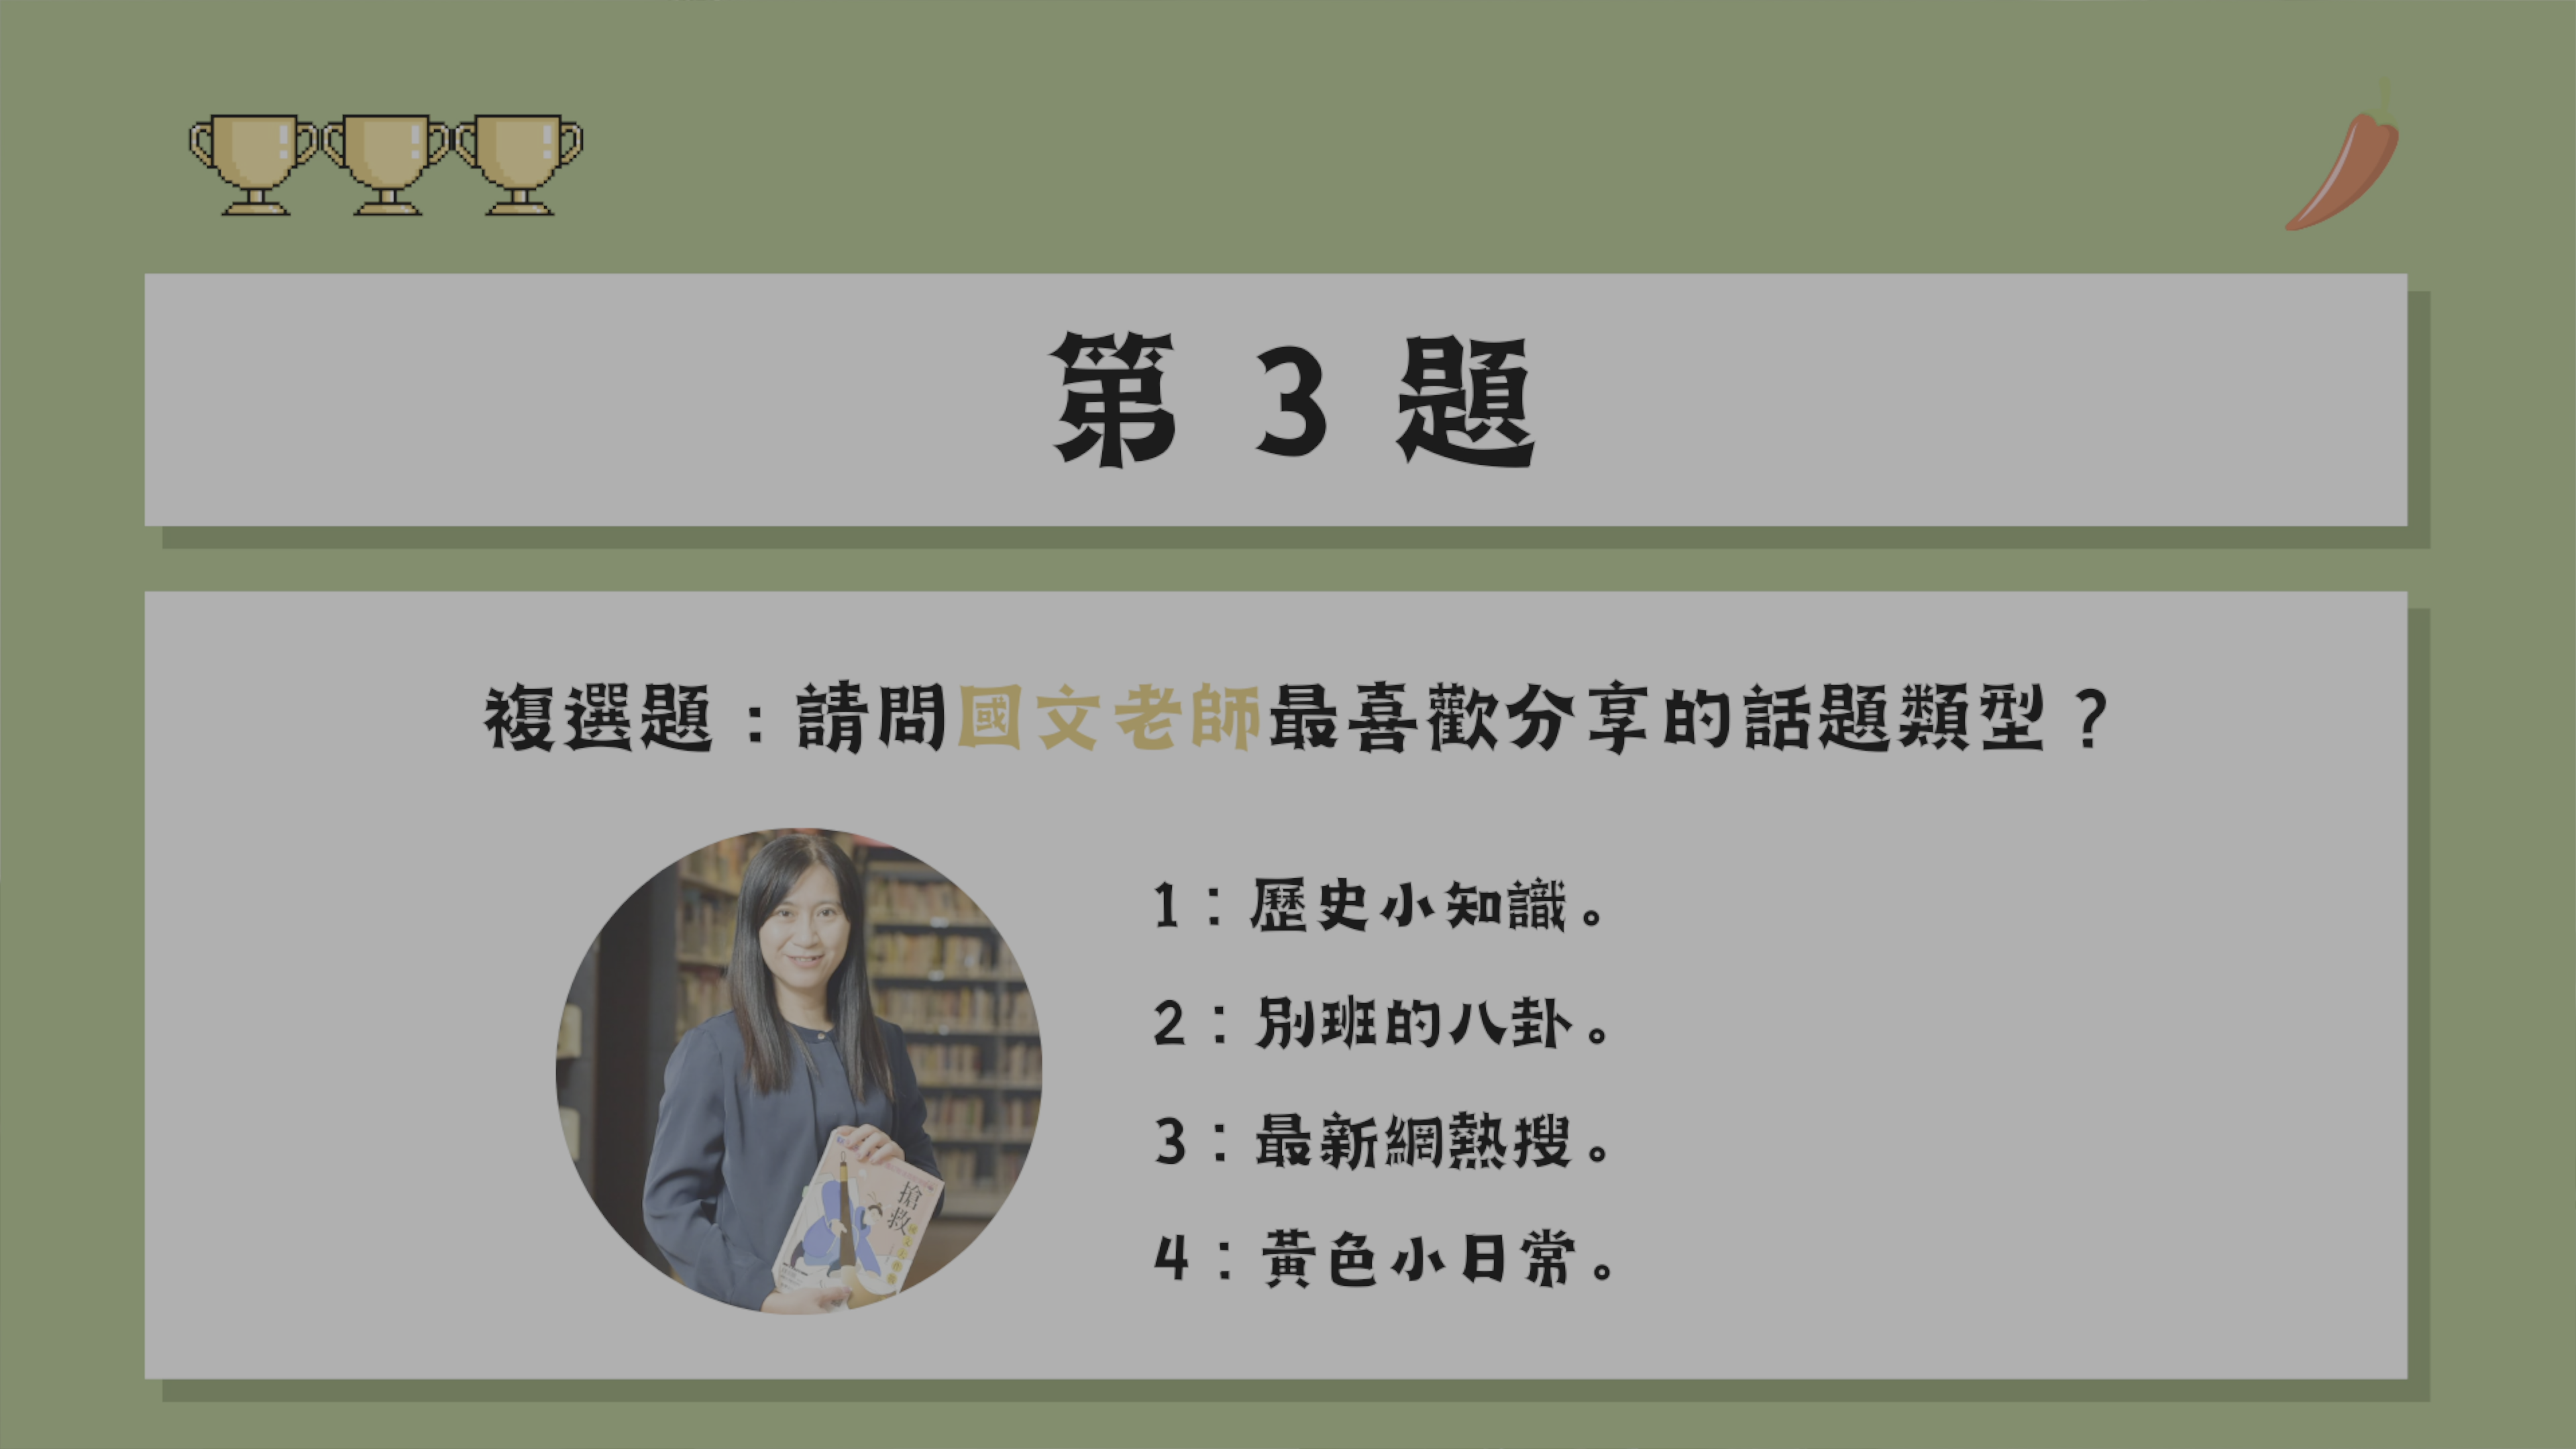 第 3 題
複選題：請問國文老師最喜歡分享的話題類型？
1：歷史小知識。
2：別班的八卦。
3：最新網熱搜。
4：黃色小日常。
搶救